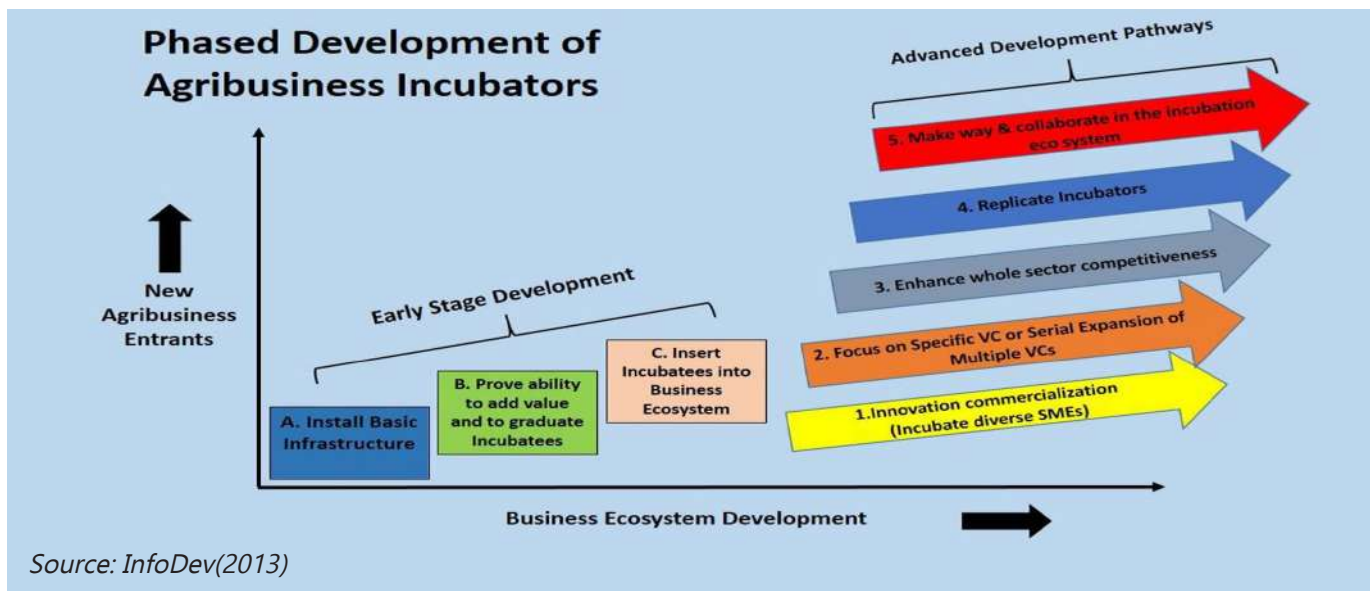 Phased Development of
Agribusiness Incubators
Advanced Development Pathways
5. Make way & collaborate in the incubation
eco system
4. Replicate Incubators
3. Enhance whole sector competitiveness
2. Focus on Specific VC or Serial Expansion of
Multiple VCs
1.Innovation commercialization
(Incubate diverse SMEs)
New
Agribusiness
Entrants
Early Stage Development
A. Install Basic
Infrastructure
B. Prove ability
to add value
and to graduate
Incubatees
C. Insert
Incubatees into
Business
Ecosystem
Business Ecosystem Development
Source: InfoDev(2013)